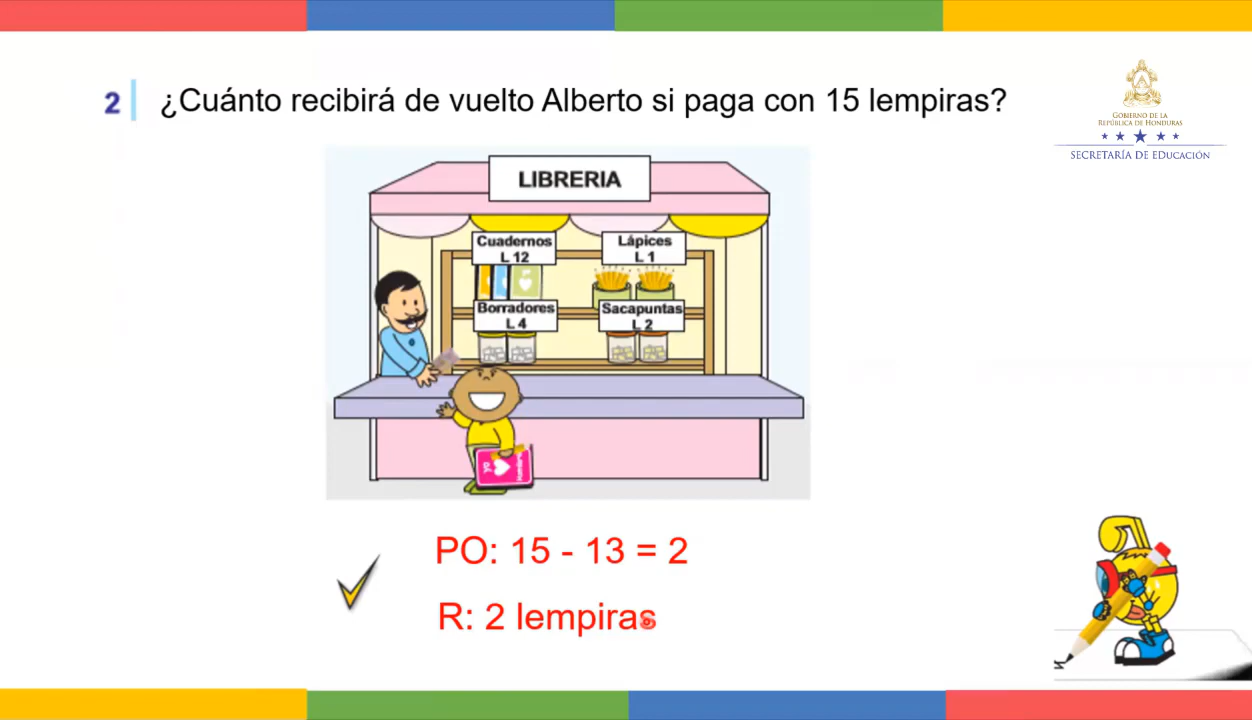 2
¿Cuánto recibirá de vuelto Alberto si paga con 15 lempiras?
GOBIERNO DE LA
REPÚBLICA DE HONDURAS
SECRETARÍA DE EDUCACIÓN
LIBRERIA
Cuadernos
L 12
Lápices
L 1
Borradores
L 4
Sacapuntas
L 2
yo
PO: 15 - 13 = 2
R: 2 lempiras